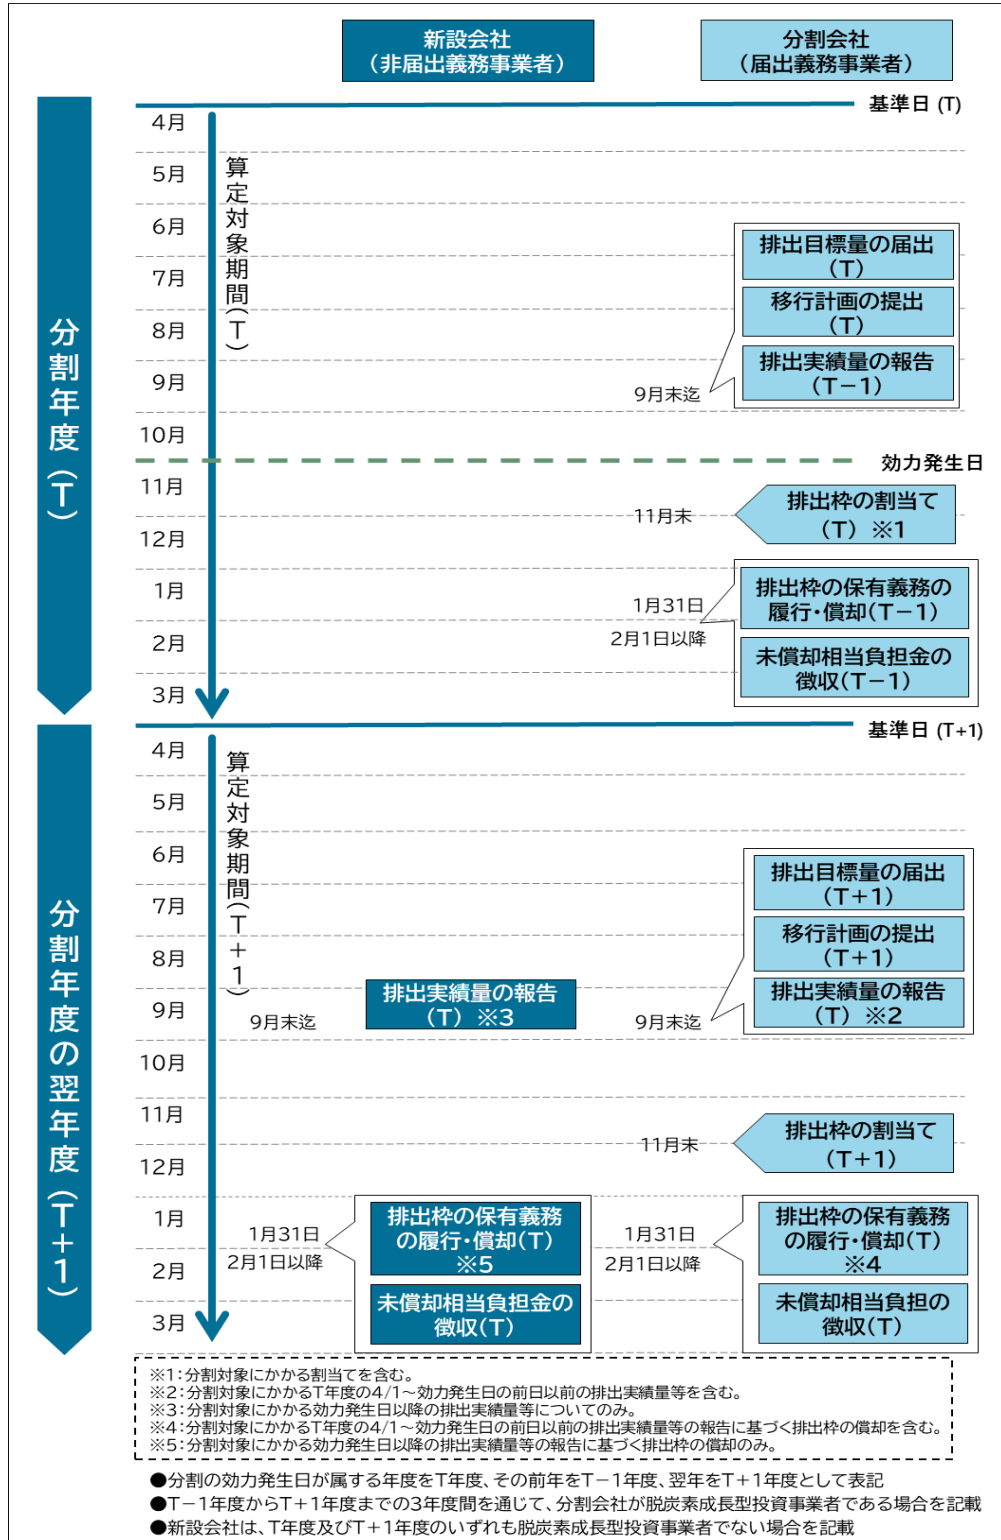 新設会社
（非届出義務事業者）
分割会社
（届出義務事業者）
分割年度（T）
基準日 (T)
4月
5月
6月
7月
8月
9月
10月
11月
12月
1月
2月
3月
算定対象期間(T)
排出目標量の届出
(T)
移行計画の提出
(T)
排出実績量の報告
(T－1)
9月末迄
効力発生日
11月末
排出枠の割当て
(T) ※1
1月31日
2月1日以降
排出枠の保有義務の
履行・償却(T－1)
未償却相当負担金の
徴収(T－1)
分割年度の翌年度（T＋1）
基準日 (T+1)
4月
5月
6月
7月
8月
9月
10月
11月
12月
1月
2月
3月
算定対象期間(T＋1)
排出目標量の届出
(T＋1)
移行計画の提出
(T＋1)
排出実績量の報告
(T) ※3
9月末迄
排出実績量の報告
(T) ※2
9月末迄
11月末
排出枠の割当て
(T＋1)
1月31日
2月1日以降
排出枠の保有義務
の履行・償却(T)
※5
未償却相当負担金の
徴収(T)
1月31日
2月1日以降
排出枠の保有義務
の履行・償却(T)
※4
未償却相当負担の
徴収(T)
※1：分割対象にかかる割当てを含む。
※2：分割対象にかかるT年度の4/1～効力発生日の前日以前の排出実績量等を含む。
※3：分割対象にかかる効力発生日以降の排出実績量等についてのみ。
※4：分割対象にかかるT年度の4/1～効力発生日の前日以前の排出実績量等の報告に基づく排出枠の償却を含む。
※5：分割対象にかかる効力発生日以降の排出実績量等の報告に基づく排出枠の償却のみ。
●分割の効力発生日が属する年度をT年度、その前年をT－1年度、翌年をT＋1年度として表記
●T－1年度からT＋1年度までの3年度間を通じて、分割会社が脱炭素成長型投資事業者である場合を記載
●新設会社は、T年度及びT＋1年度のいずれも脱炭素成長型投資事業者でない場合を記載